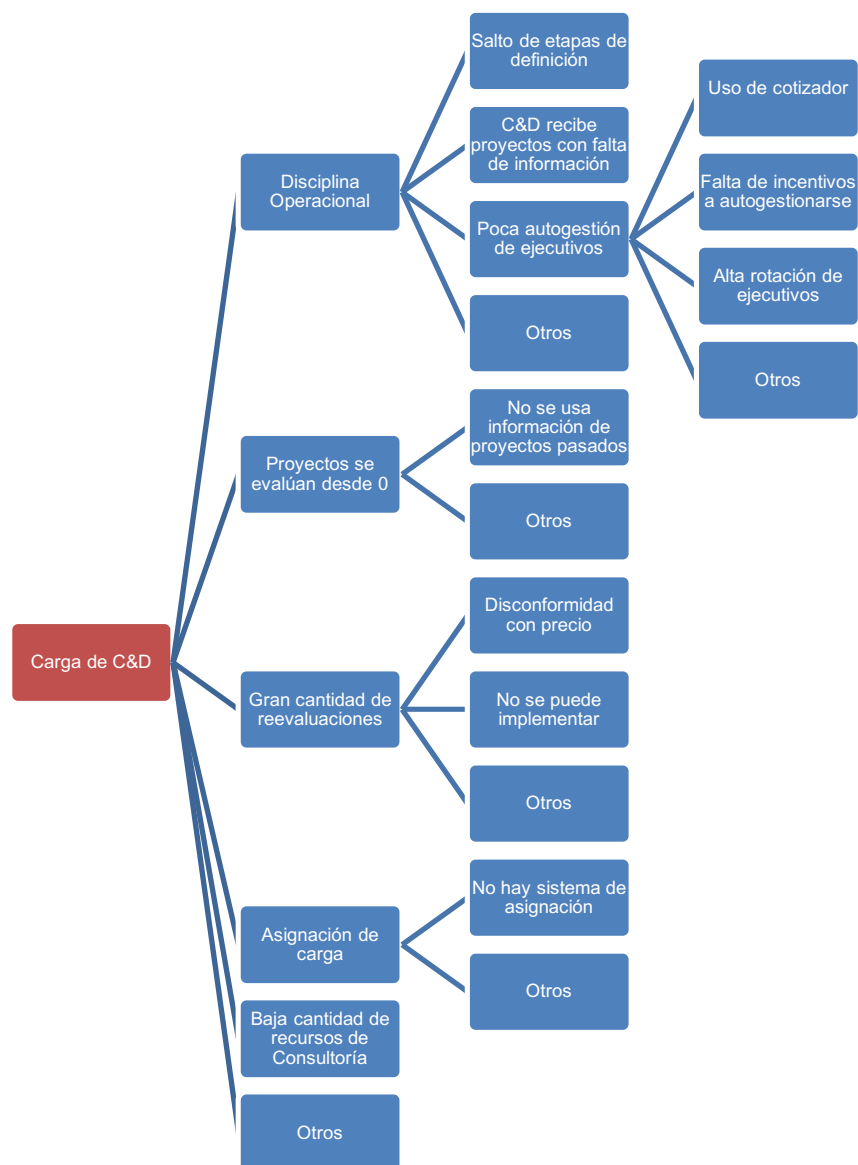 Carga de C&D
Disciplina
Operacional
Salto de etapas de
definición
C&D recibe
proyectos con falta
de información
Poca autogestión
de ejecutivos
Uso de cotizador
Falta de incentivos
a autogestionarse
Alta rotación de
ejecutivos
Otros
Otros
Proyectos se
evalúan desde 0
No se usa
información de
proyectos pasados
Otros
Gran cantidad de
reevaluaciones
Disconformidad
con precio
No se puede
implementar
Otros
Asignación de
carga
No hay sistema de
asignación
Otros
Baja cantidad de
recursos de
Consultoría
Otros